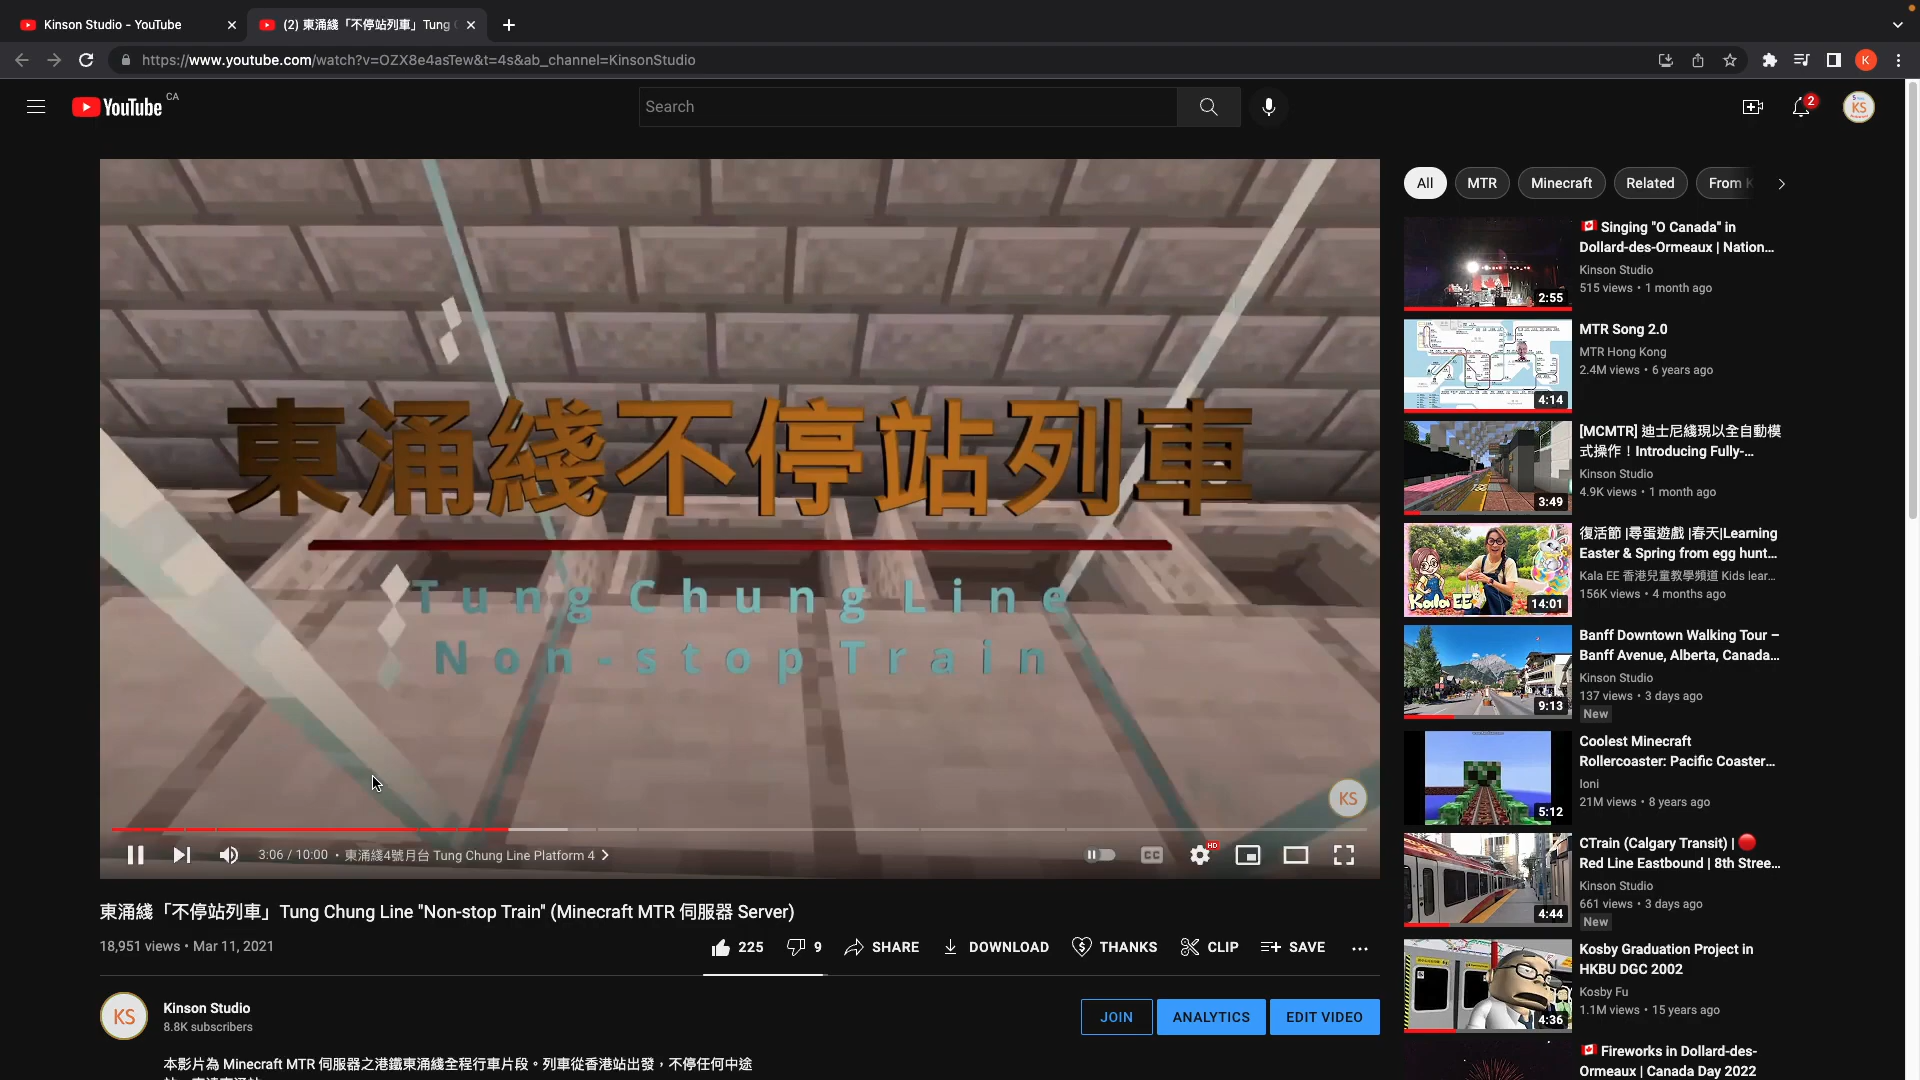 Kinson Studio - YouTube
(2) 東涌綫「不停站列車」Tung
https://www.youtube.com/watch?v=OZX8e4asTew&t=4s&ab_channel=KinsonStudio
K
YouTube CA
Search
2
KS
東涌綫不停站列車
Tung Chung Line
Non-stop Train
KS
3:06 / 10:00 • 東涌綫4號月台 Tung Chung Line Platform 4
CC
HD
東涌綫「不停站列車」Tung Chung Line "Non-stop Train" (Minecraft MTR 伺服器 Server)
18,951 views • Mar 11, 2021
225
9
SHARE
DOWNLOAD
THANKS
CLIP
SAVE
KS
Kinson Studio
8.8K subscribers
JOIN
ANALYTICS
EDIT VIDEO
本影片為 Minecraft MTR 伺服器之港鐵東涌綫全程行車片段。列車從香港站出發，不停任何中途
All
MTR
Minecraft
Related
From K
Singing "O Canada" in
Dollard-des-Ormeaux | Nation...
Kinson Studio
515 views • 1 month ago
2:55
MTR Song 2.0
MTR Hong Kong
2.4M views • 6 years ago
4:14
[MCMTR] 迪士尼綫現以全自動模
式操作！Introducing Fully-...
Kinson Studio
4.9K views • 1 month ago
3:49
復活節 |尋蛋遊戲 |春天|Learning
Easter & Spring from egg hunt...
Kala EE 香港兒童教學頻道 Kids lear...
156K views • 4 months ago
Kala EE
14:01
Banff Downtown Walking Tour –
Banff Avenue, Alberta, Canada...
Kinson Studio
137 views • 3 days ago
New
9:13
Coolest Minecraft
Rollercoaster: Pacific Coaster...
Ioni
21M views • 8 years ago
5:12
CTrain (Calgary Transit) |
Red Line Eastbound | 8th Stree...
Kinson Studio
661 views • 3 days ago
New
4:44
Kosby Graduation Project in
HKBU DGC 2002
Kosby Fu
1.1M views • 15 years ago
4:36
Fireworks in Dollard-des-
Ormeaux | Canada Day 2022